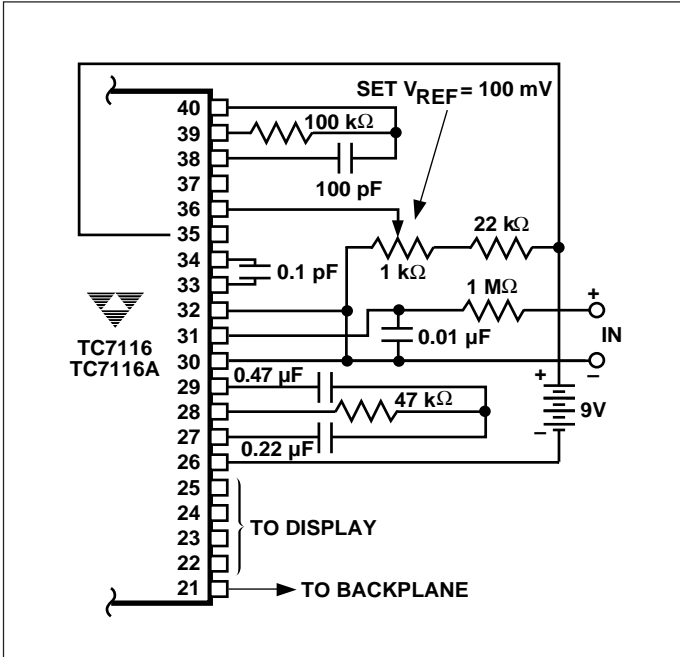 SET VREF = 100 mV
40
39
100 kΩ
38
37
100 pF
36
22 kΩ
35
34
0.1 pF
1 kΩ
33
1 MΩ
32
+
31
0.01 µF
IN
TC7116
TC7116A
30
–
29
0.47 µF
+
28
47 kΩ
9V
27
0.22 µF
–
26
25
24
TO DISPLAY
23
22
21
TO BACKPLANE